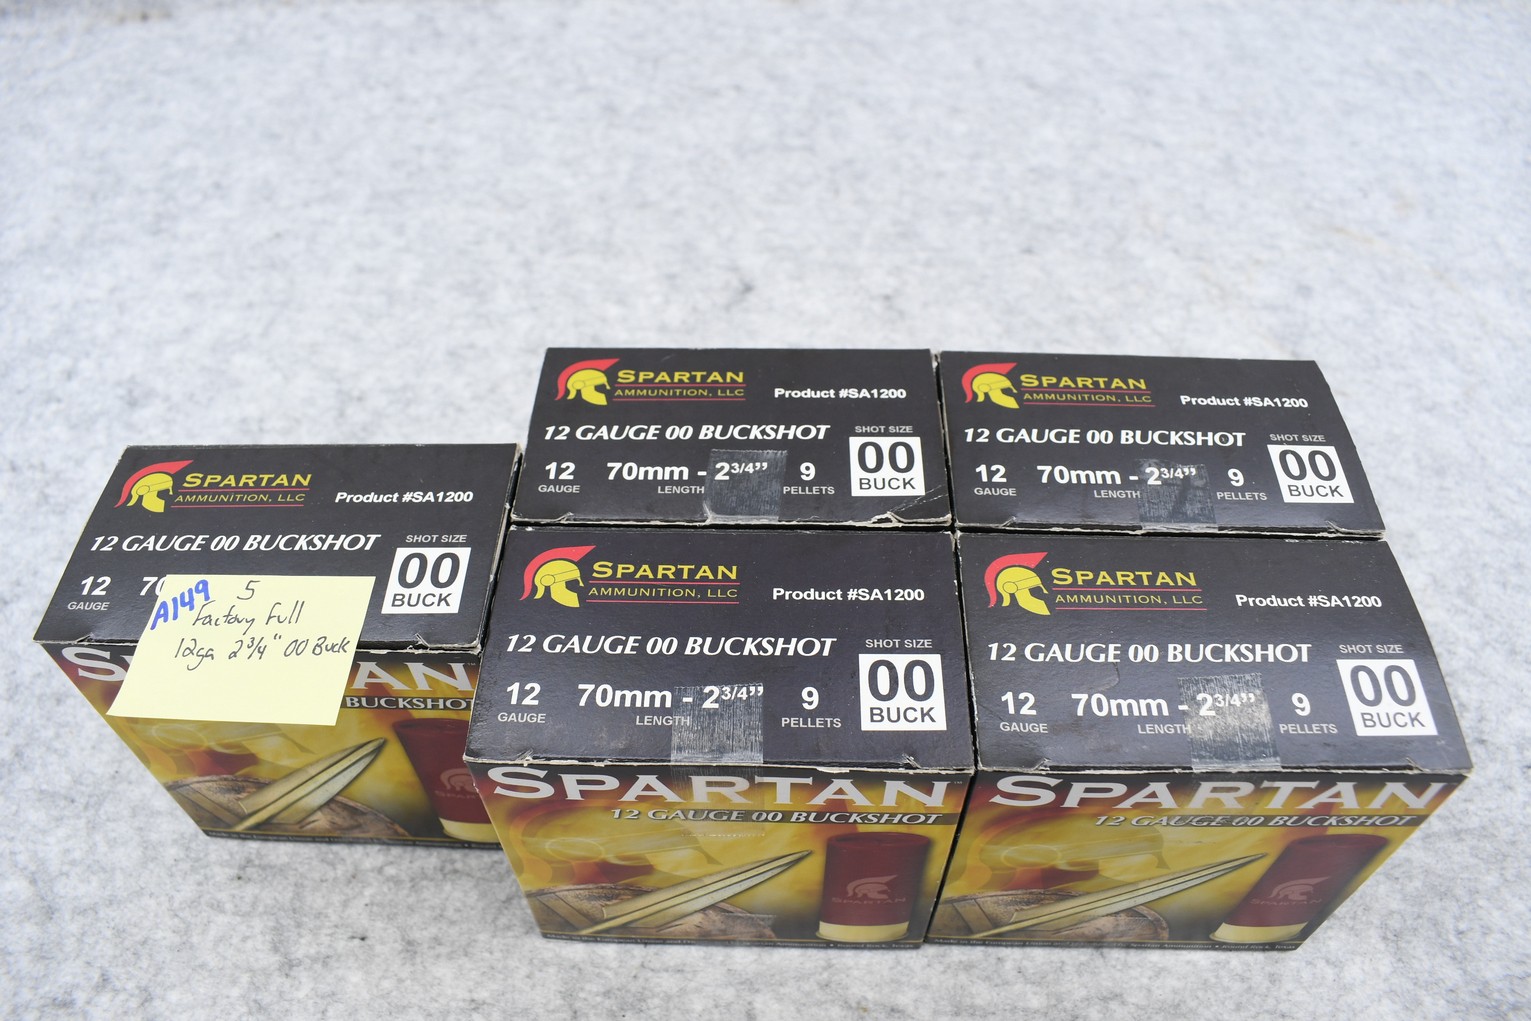 SPARTAN
AMMUNITION, LLC
Product #SA1200
12 GAUGE 00 BUCKSHOT
SHOT SIZE
12 70mm - 2 3/4” 9
GAUGE LENGTH PELLETS
00
BUCK
SPARTAN
AMMUNITION, LLC
Product #SA1200
12 GAUGE 00 BUCKSHOT
SHOT SIZE
12 70mm - 2 3/4” 9
GAUGE LENGTH PELLETS
00
BUCK
SPARTAN
AMMUNITION, LLC
Product #SA1200
12 GAUGE 00 BUCKSHOT
SHOT SIZE
12 70
GAUGE
00
BUCK
A149
5
Factory Full
12ga 2 3/4" 00 Buck
SP AN
BUCKSHOT
SPARTAN
AMMUNITION, LLC
Product #SA1200
12 GAUGE 00 BUCKSHOT
SHOT SIZE
12 70mm - 2 3/4” 9
GAUGE LENGTH PELLETS
00
BUCK
SPARTAN
12 GAUGE 00 BUCKSHOT
SPARTAN
SPARTAN
AMMUNITION, LLC
Product #SA1200
12 GAUGE 00 BUCKSHOT
SHOT SIZE
12 70mm - 2 3/4” 9
GAUGE LENGTH PELLETS
00
BUCK
SPARTAN
12 GAUGE 00 BUCKSHOT
SPARTAN